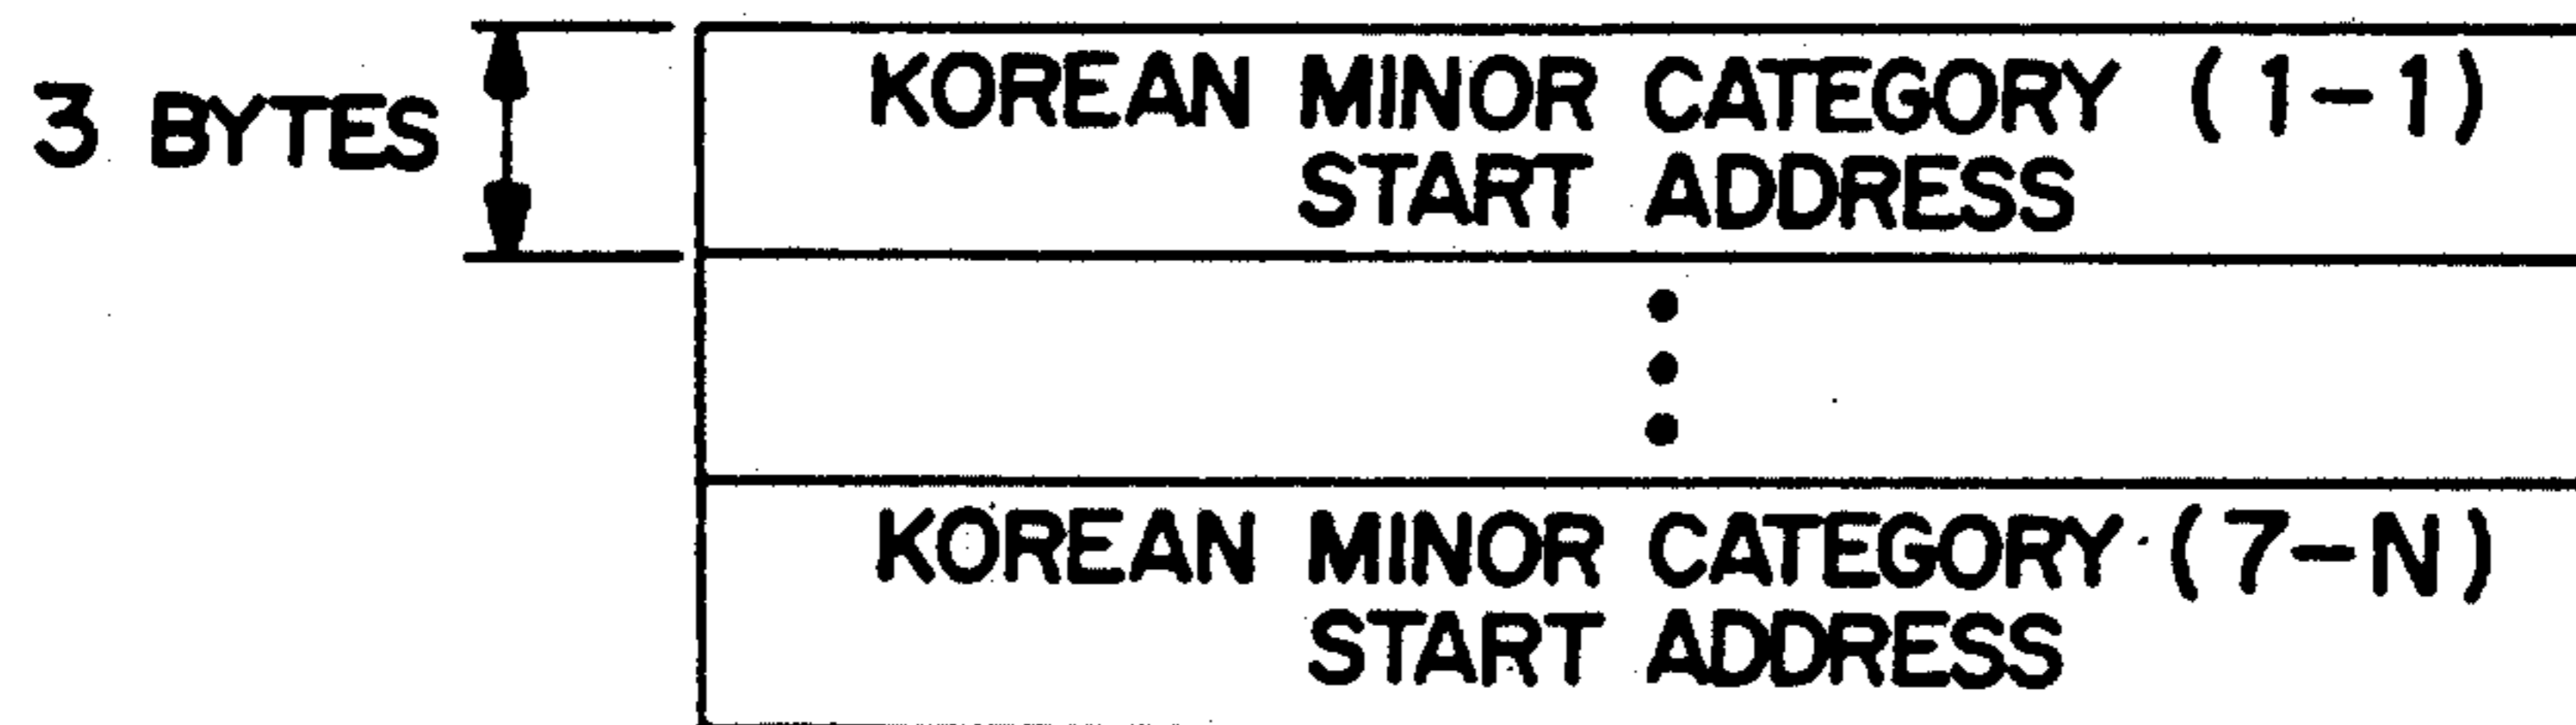 3 BYTES
KOREAN MINOR CATEGORY (1-1)
START ADDRESS
KOREAN MINOR CATEGORY (7-N)
START ADDRESS